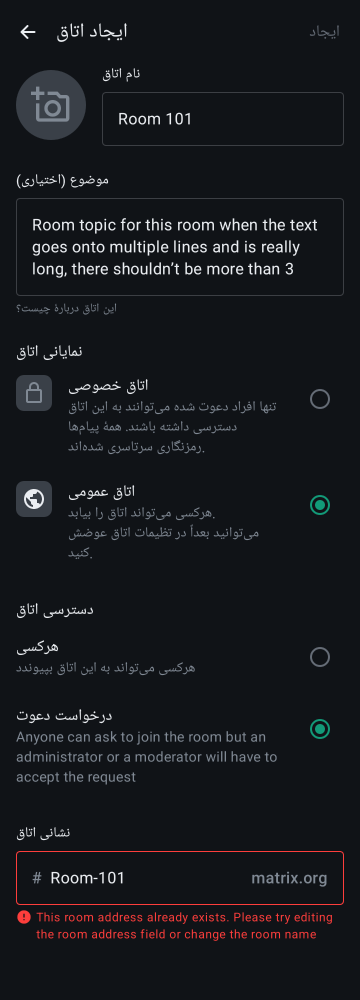 ایجاد اتاق
ایجاد
نام اتاق
Room 101
موضوع (اختیاری)
Room topic for this room when the text
goes onto multiple lines and is really
long, there shouldn’t be more than 3
این اتاق دربارهٔ چیست؟
نمایانی اتاق
اتاق خصوصی
تنها افراد دعوت شده می‌توانند به این اتاق
دسترسی داشته باشند. همهٔ پیام‌ها
رمزنگاری سرتاسری شده‌اند.
اتاق عمومی
هرکسی می‌تواند اتاق را بیابد.
می‌توانید بعداً در تظیمات اتاق عوضش
کنید.
دسترسی اتاق
هرکسی
هرکسی می‌تواند به این اتاق بپیوندد
درخواست دعوت
Anyone can ask to join the room but an
administrator or a moderator will have to
accept the request
نشانی اتاق
# Room-101 matrix.org
This room address already exists. Please try editing
the room address field or change the room name